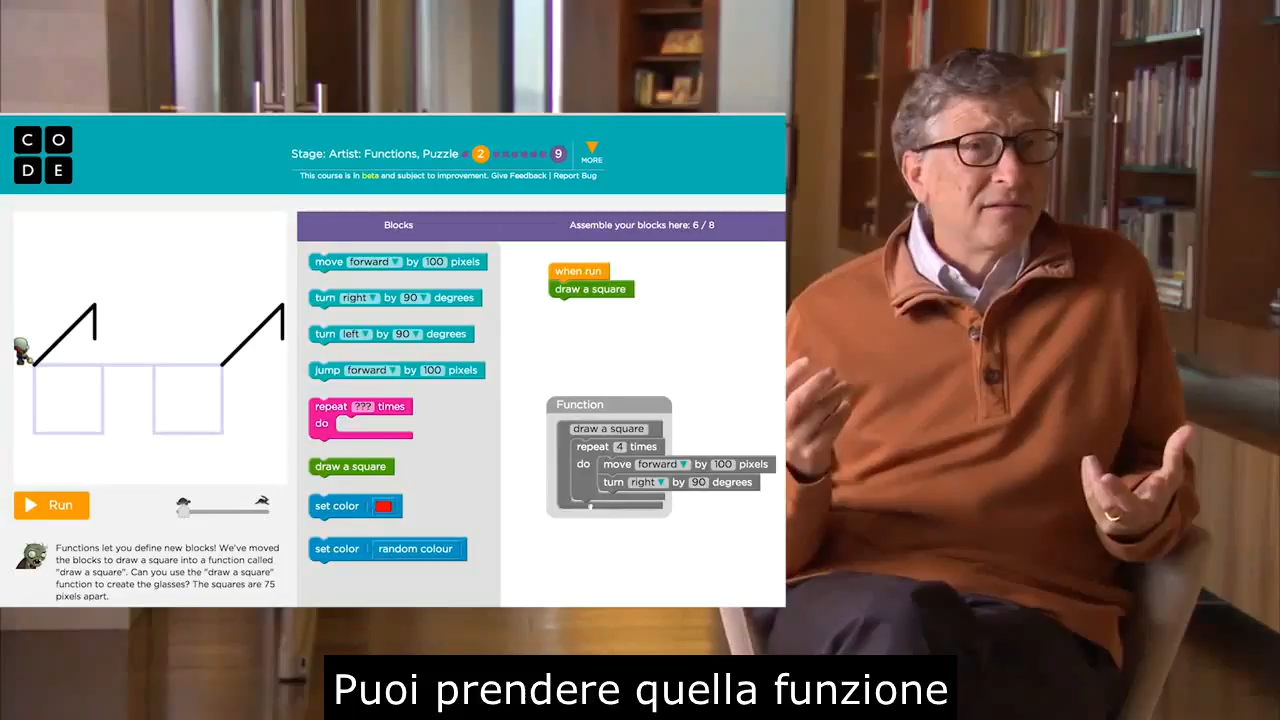 C O
D E
Stage: Artist: Functions, Puzzle 2 9
MORE
This course is in beta and subject to improvement. Give Feedback | Report Bug
Blocks
Assemble your blocks here: 6 / 8
move forward by 100 pixels
turn right by 90 degrees
turn left by 90 degrees
jump forward by 100 pixels
repeat ??? times
do
draw a square
set color
set color random colour
when run
draw a square
Function
draw a square
repeat 4 times
do move forward by 100 pixels
turn right by 90 degrees
Run
Functions let you define new blocks! We've moved
the blocks to draw a square into a function called
"draw a square". Can you use the "draw a square"
function to create the glasses? The squares are 75
pixels apart.
Puoi prendere quella funzione